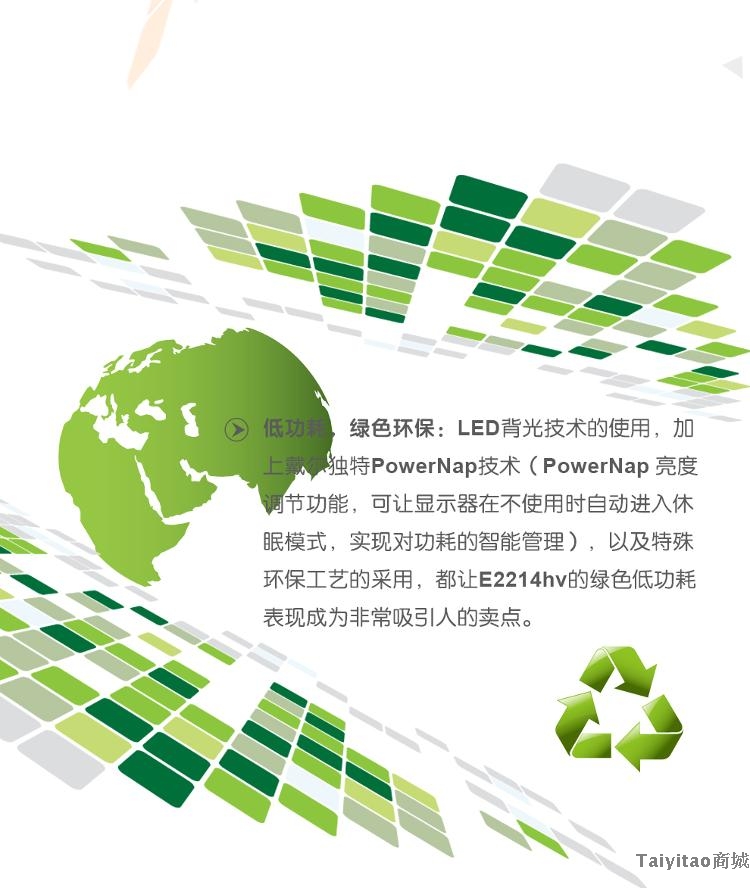 低功耗，绿色环保：LED背光技术的使用，加
上戴尔独特PowerNap技术（PowerNap 亮度
调节功能，可让显示器在不使用时自动进入休
眠模式，实现对功耗的智能管理），以及特殊
环保工艺的采用，都让E2214hv的绿色低功耗
表现成为非常吸引人的卖点。
Taiyitao商城